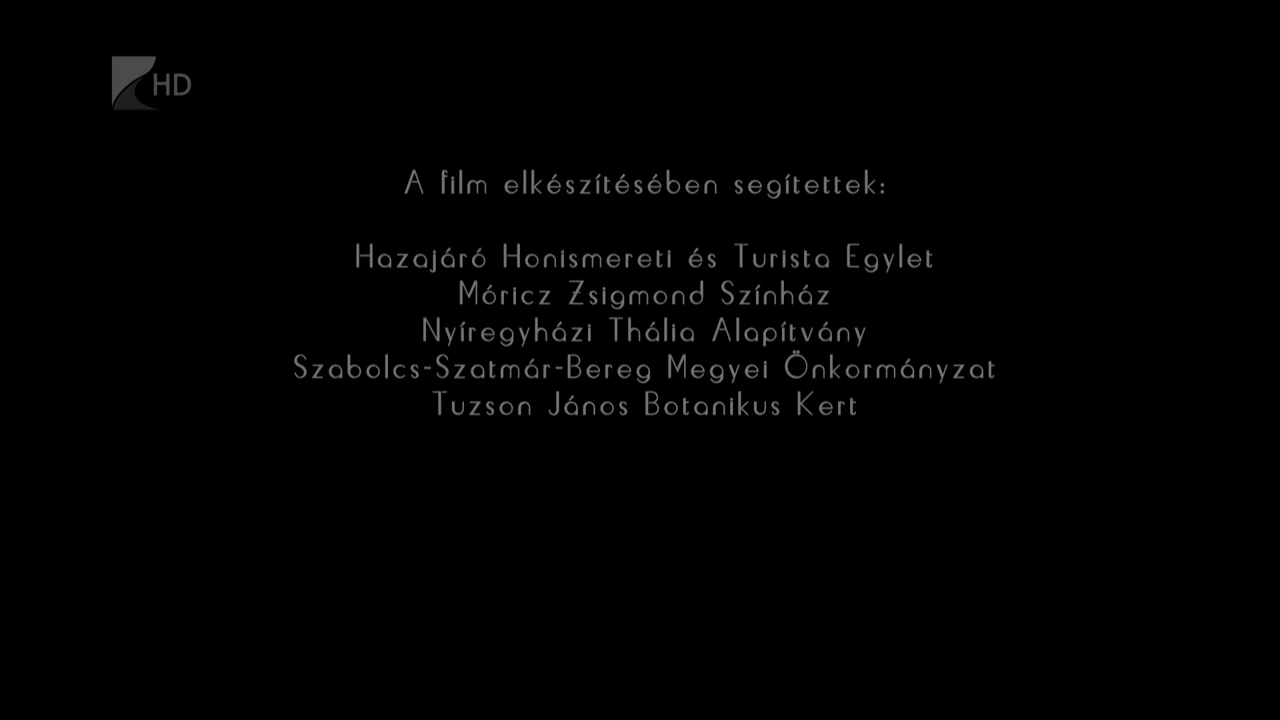 HD
A film elkészítésében segítettek:
Hazajáró Honismereti és Turista Egylet
Móricz Zsigmond Színház
Nyíregyházi Thália Alapítvány
Szabolcs-Szatmár-Bereg Megyei Önkormányzat
Tuzson János Botanikus Kert